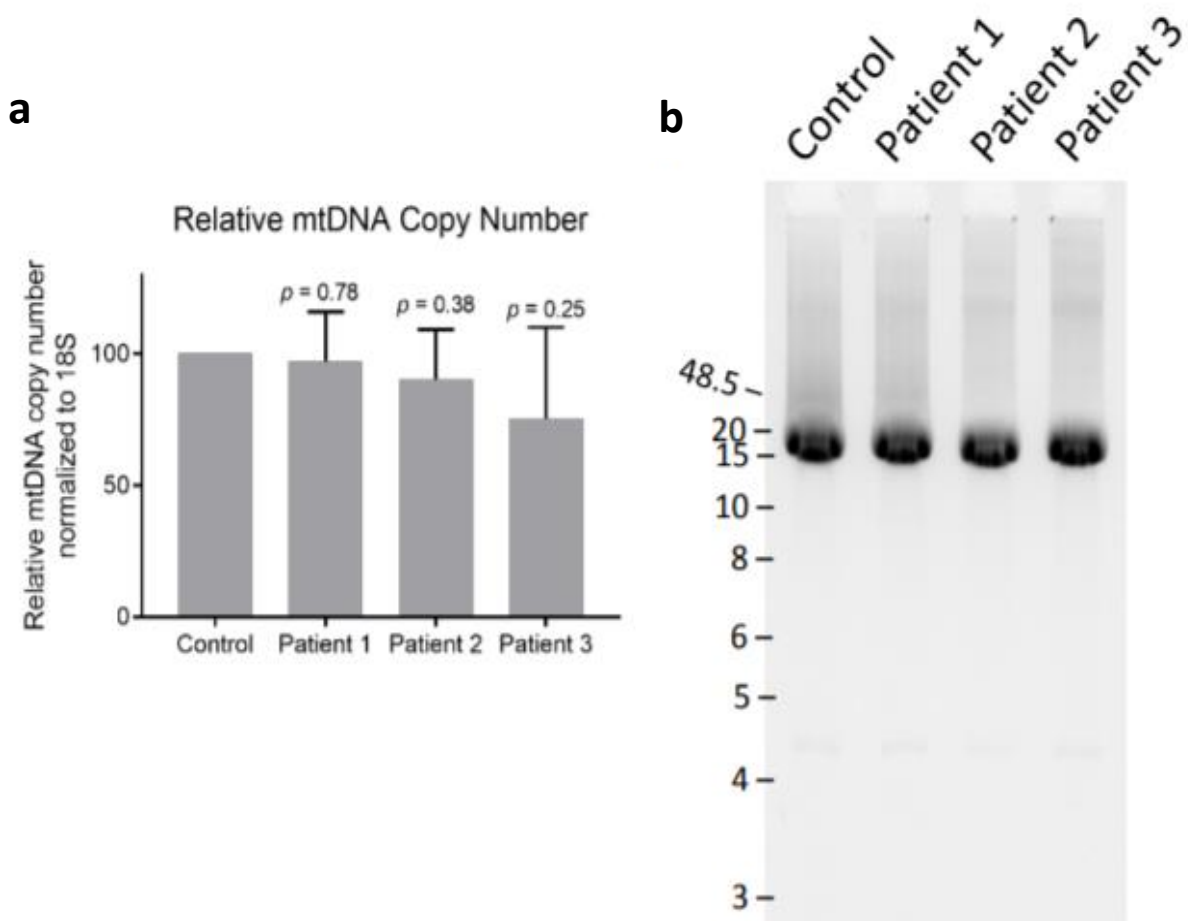 a
Relative mtDNA Copy Number
Relative mtDNA copy number
normalized to 18S
100
50
0
p = 0.78
p = 0.38
p = 0.25
Control
Patient 1
Patient 2
Patient 3
b
Control
Patient 1
Patient 2
Patient 3
48.5
20
15
10
8
6
5
4
3